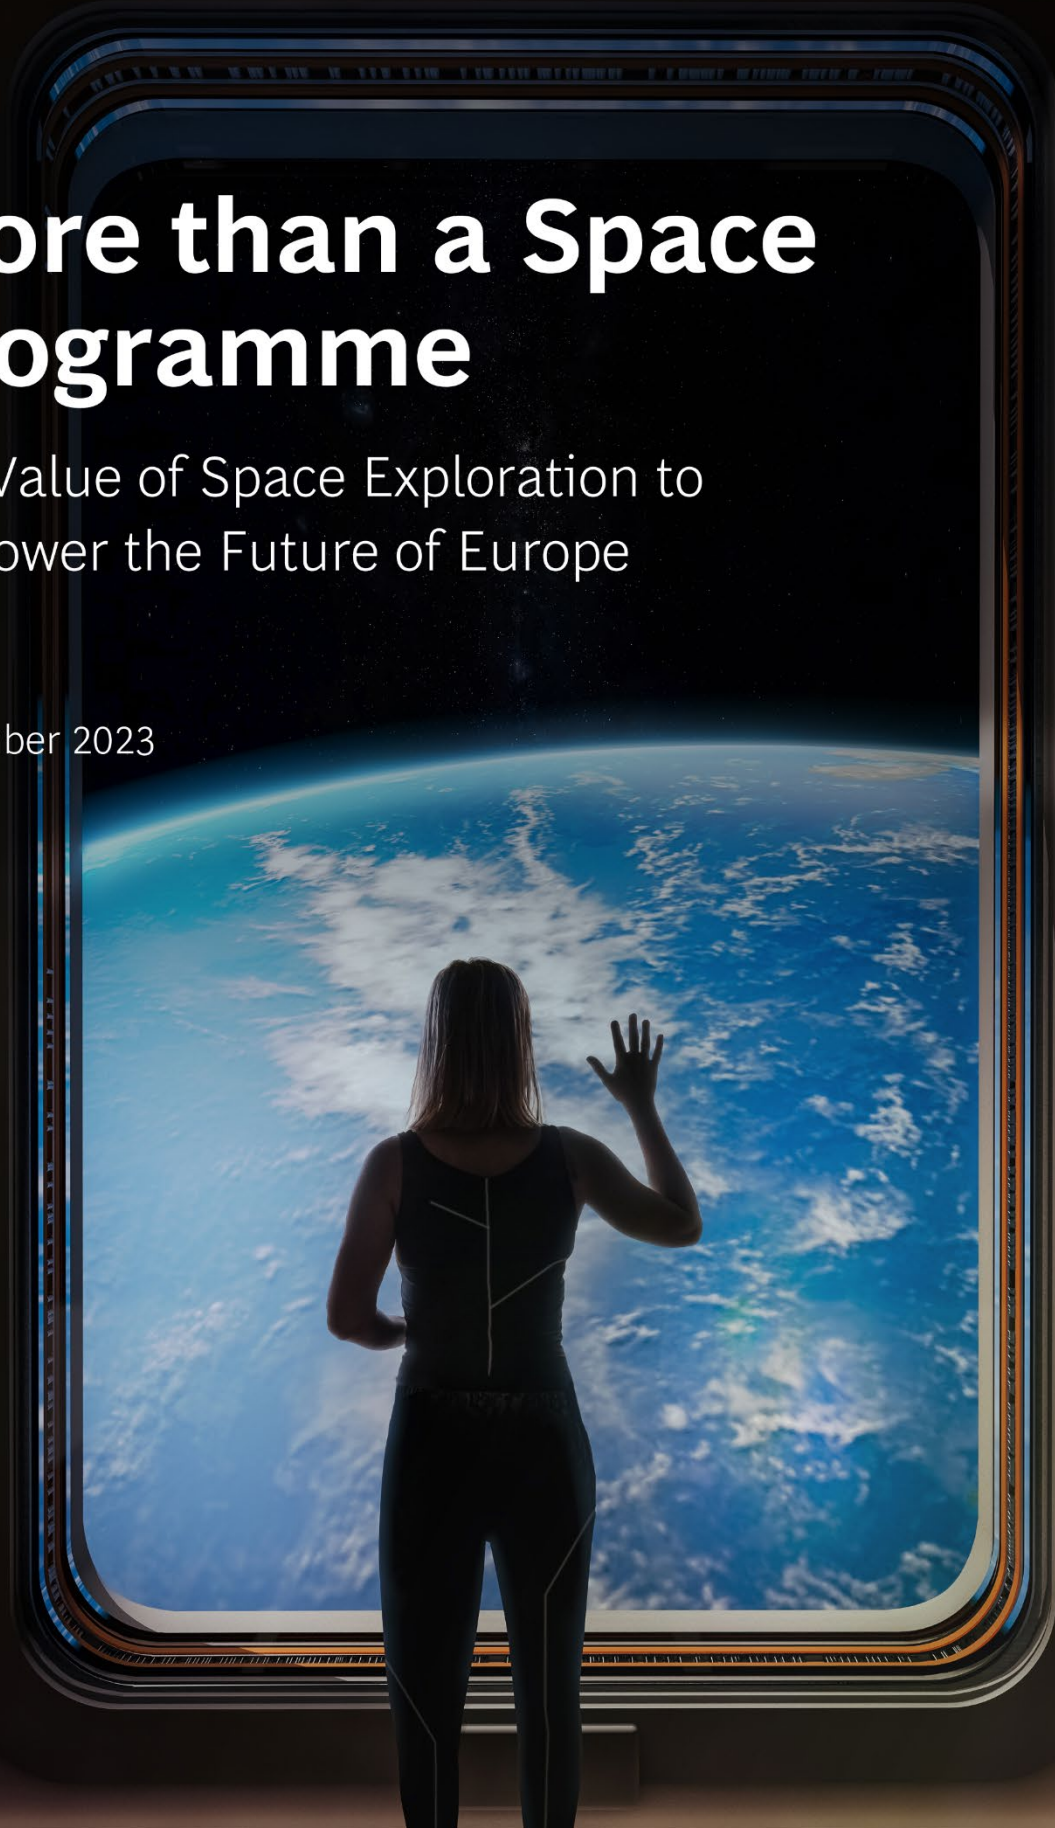 ore than a Space
ogramme
Value of Space Exploration to
ower the Future of Europe
ber 2023